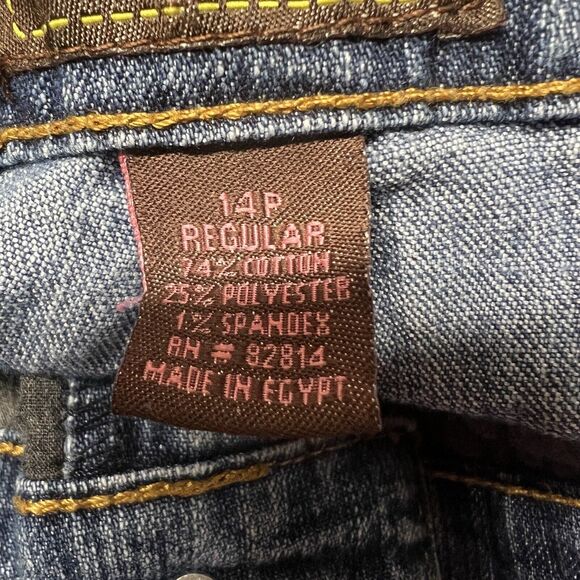 14P
REGULAR
74% COTTON
25% POLYESTER
1% SPANDEX
RN # 82814
MADE IN EGYPT